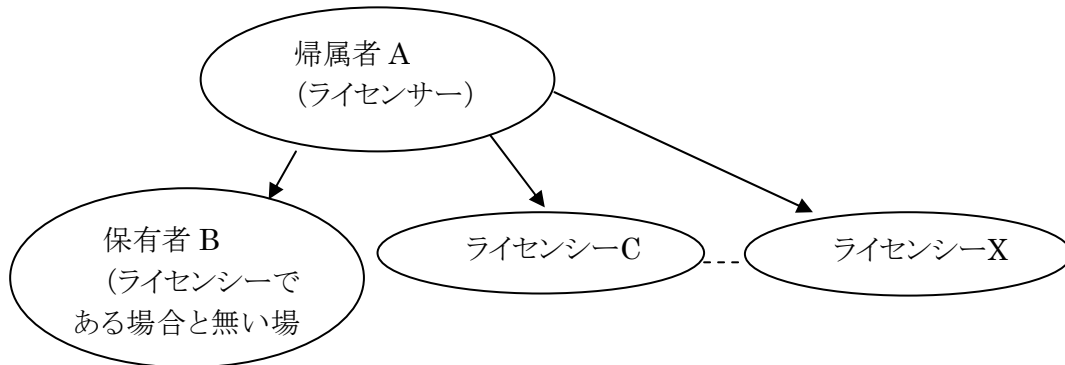 帰属者 A
（ライセンサー）
保有者 B
（ライセンシーで
ある場合と無い場
ライセンシーC
ライセンシーX